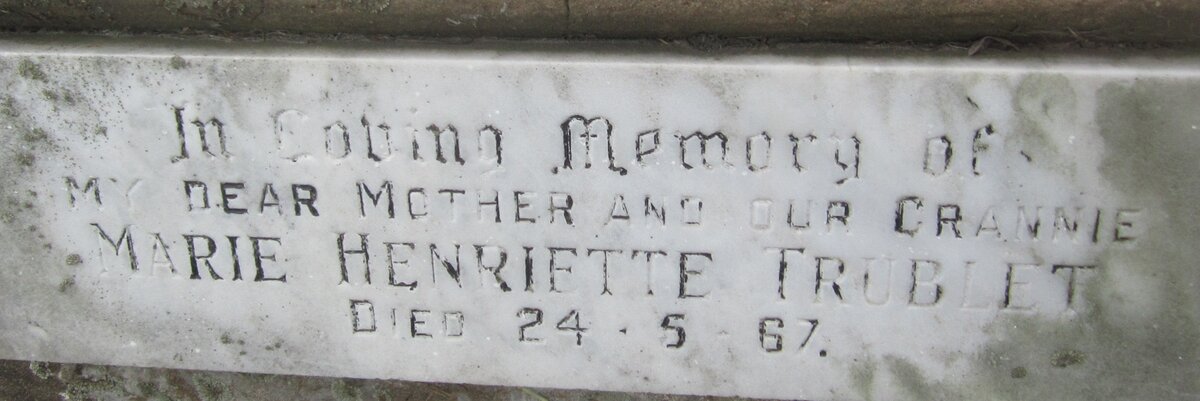 In Loving Memory of
MY DEAR MOTHER AND OUR GRANNIE
MARIE HENRIETTE TRUBLET
DIED 24 · 5 · 67.